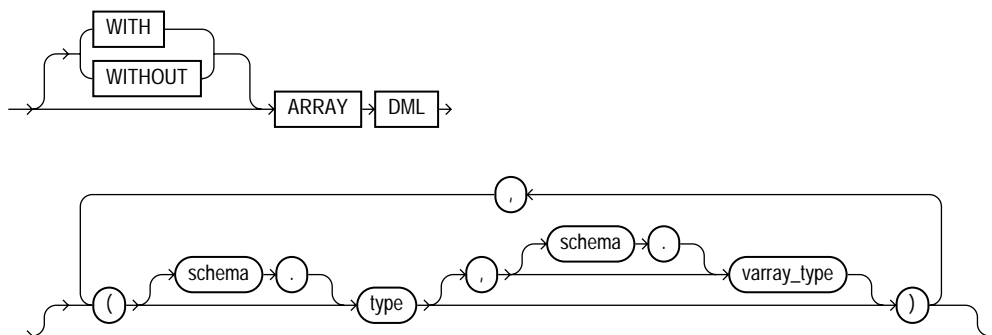 WITH
WITHOUT
ARRAY DML
,
schema .
schema .
( type , varray_type )